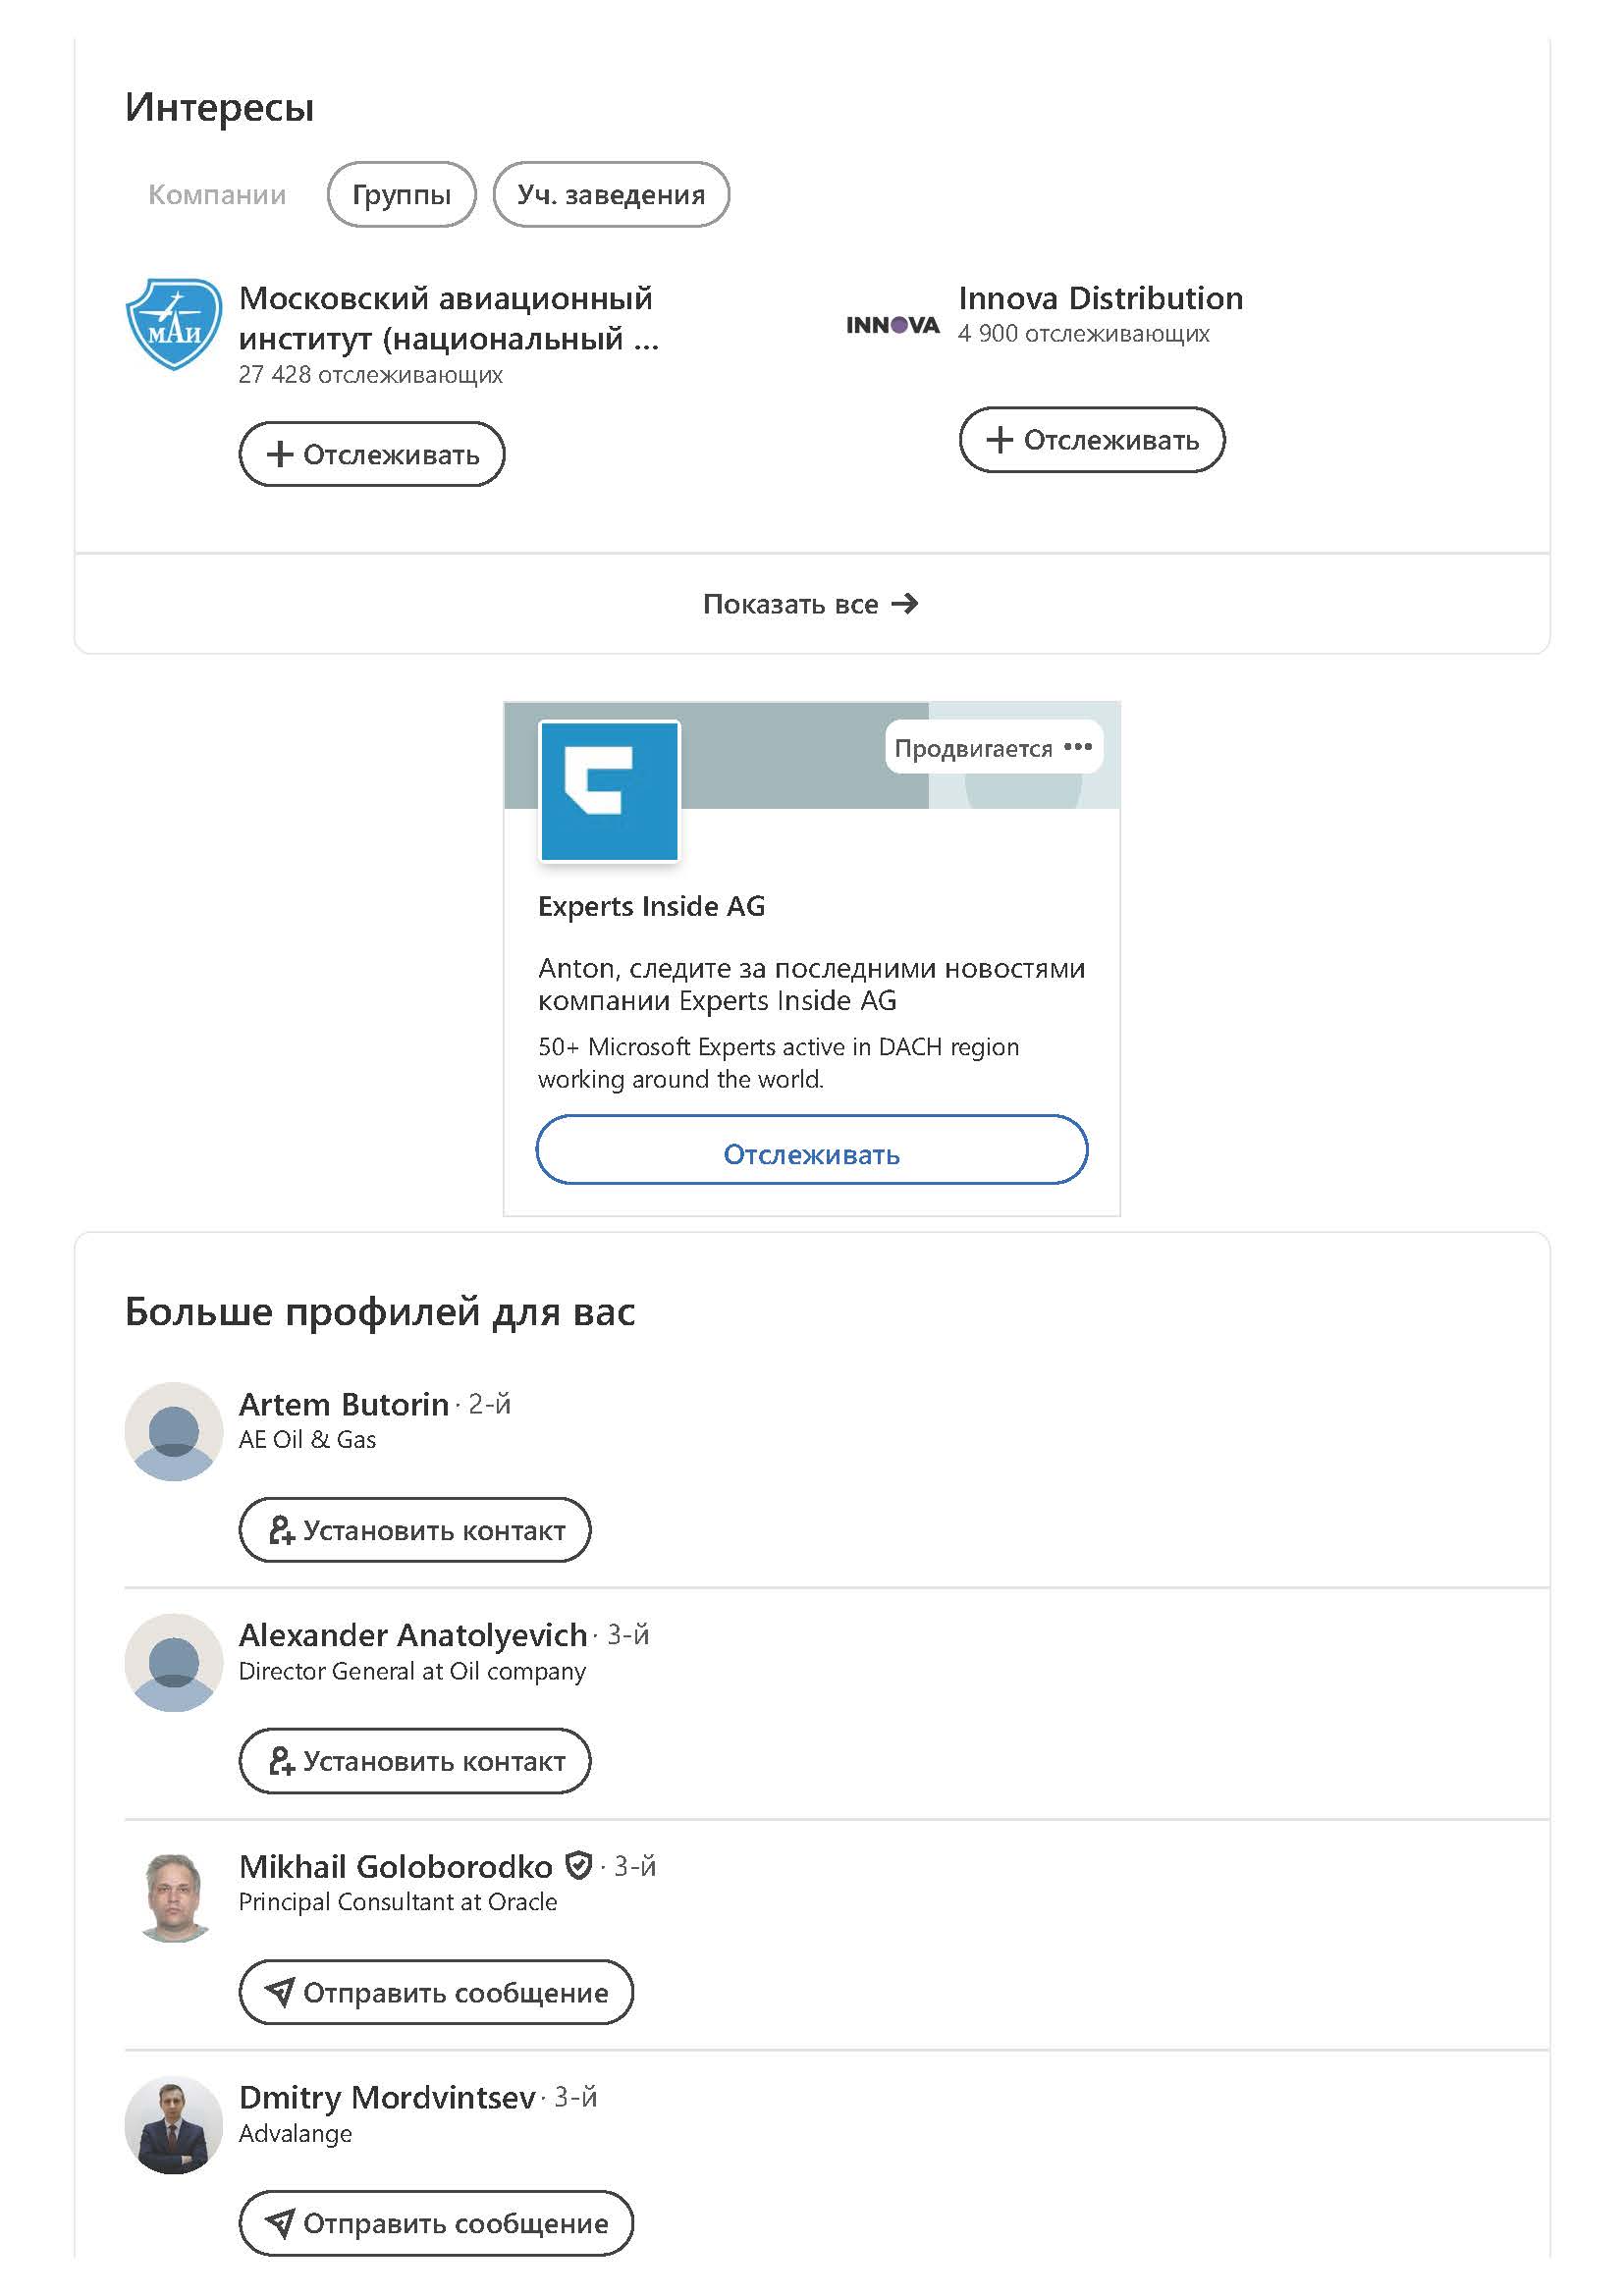 Интересы
Компании
Группы
Уч. заведения
МАИ
Московский авиационный
институт (национальный ...
27 428 отслеживающих
+ Отслеживать
INNOVA
Innova Distribution
4 900 отслеживающих
+ Отслеживать
Показать все →
Продвигается •••
Experts Inside AG
Anton, следите за последними новостями
компании Experts Inside AG
50+ Microsoft Experts active in DACH region
working around the world.
Отслеживать
Больше профилей для вас
Artem Butorin · 2-й
AE Oil & Gas
Установить контакт
Alexander Anatolyevich · 3-й
Director General at Oil company
Установить контакт
Mikhail Goloborodko · 3-й
Principal Consultant at Oracle
Отправить сообщение
Dmitry Mordvintsev · 3-й
Advalange
Отправить сообщение